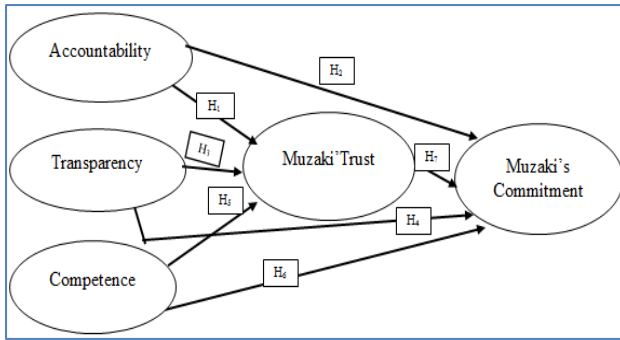 Accountability
H₂
H₁
Transparency
H₃
Muzaki'Trust
H₇
Muzaki's
Commitment
H₅
H₄
Competence
H₆